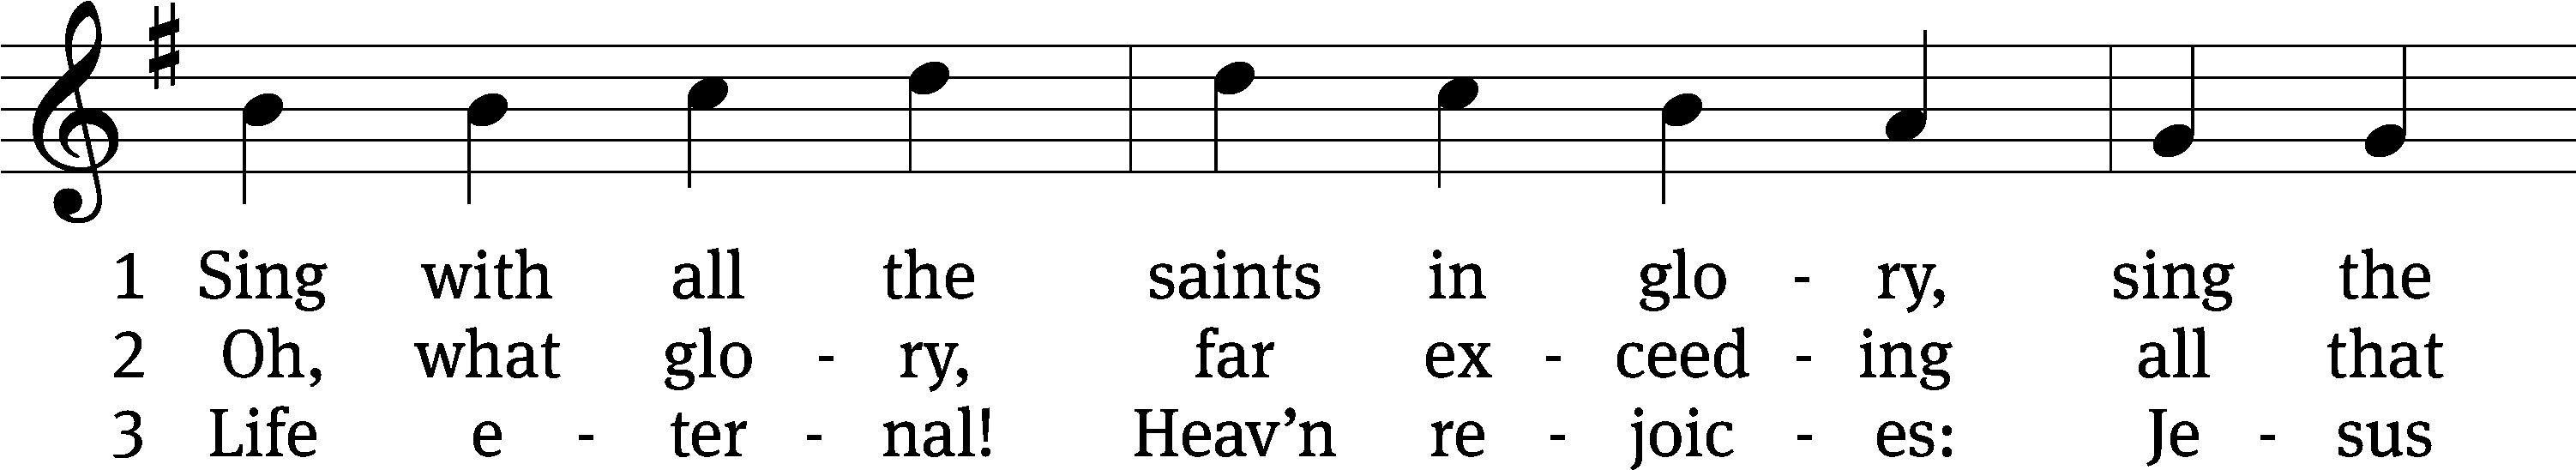 1 Sing with all the saints in glo - ry, sing the
2 Oh, what glo - ry, far ex - ceed - ing all that
3 Life e - ter - nal! Heav’n re - joic - es: Je - sus